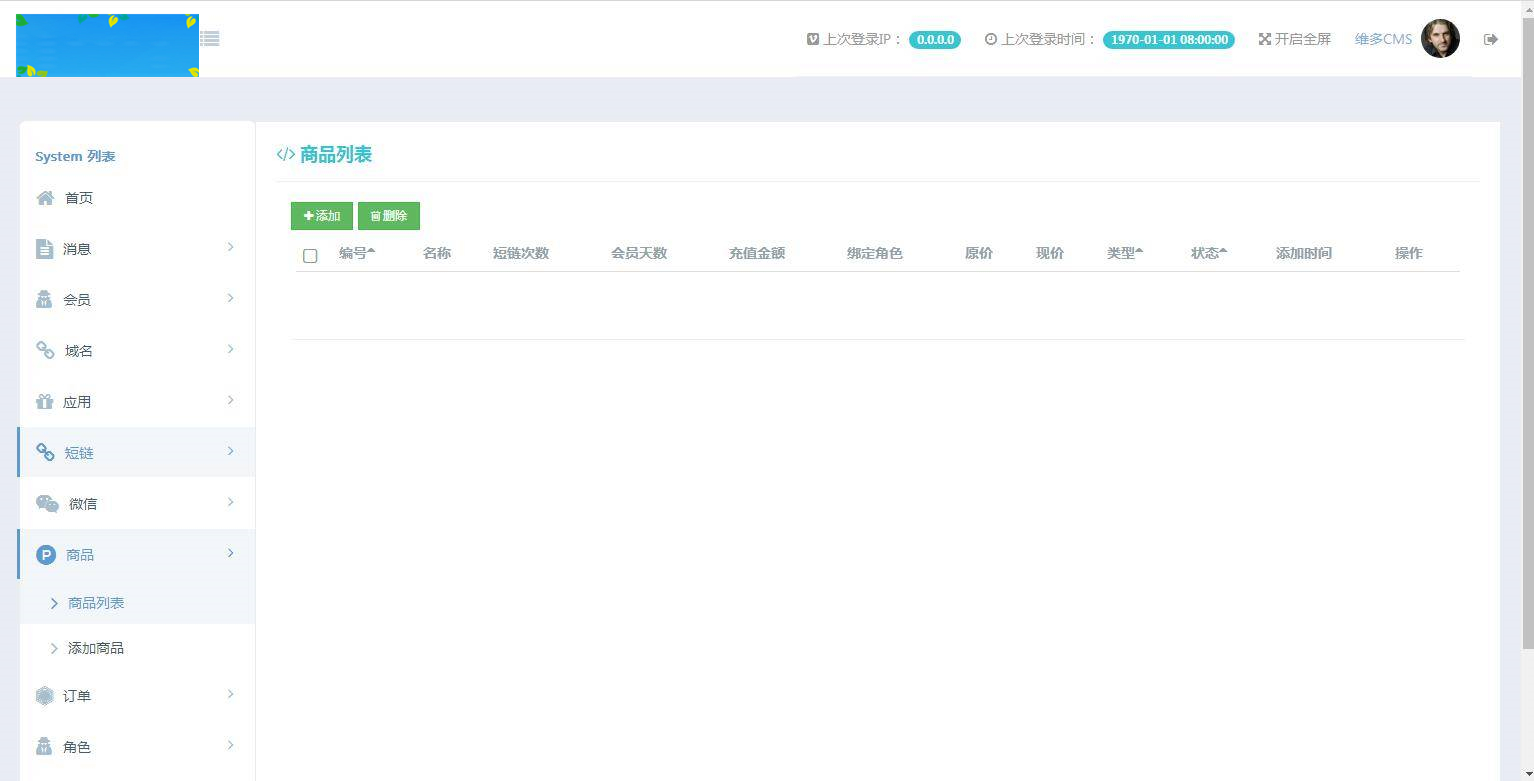 上次登录IP： 0.0.0.0 上次登录时间： 1970-01-01 08:00:00 开启全屏 维多CMS
System 列表
首页
消息
会员
域名
应用
短链
微信
P 商品
商品列表
添加商品
订单
角色
</> 商品列表
添加 删除
编号 名称 短链次数 会员天数 充值金额 绑定角色 原价 现价 类型 状态 添加时间 操作